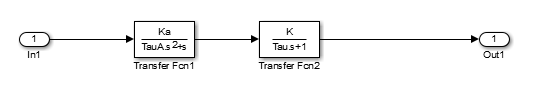 1
In1
Ka
TauA.s2+s
Transfer Fcn1
K
Tau.s+1
Transfer Fcn2
1
Out1